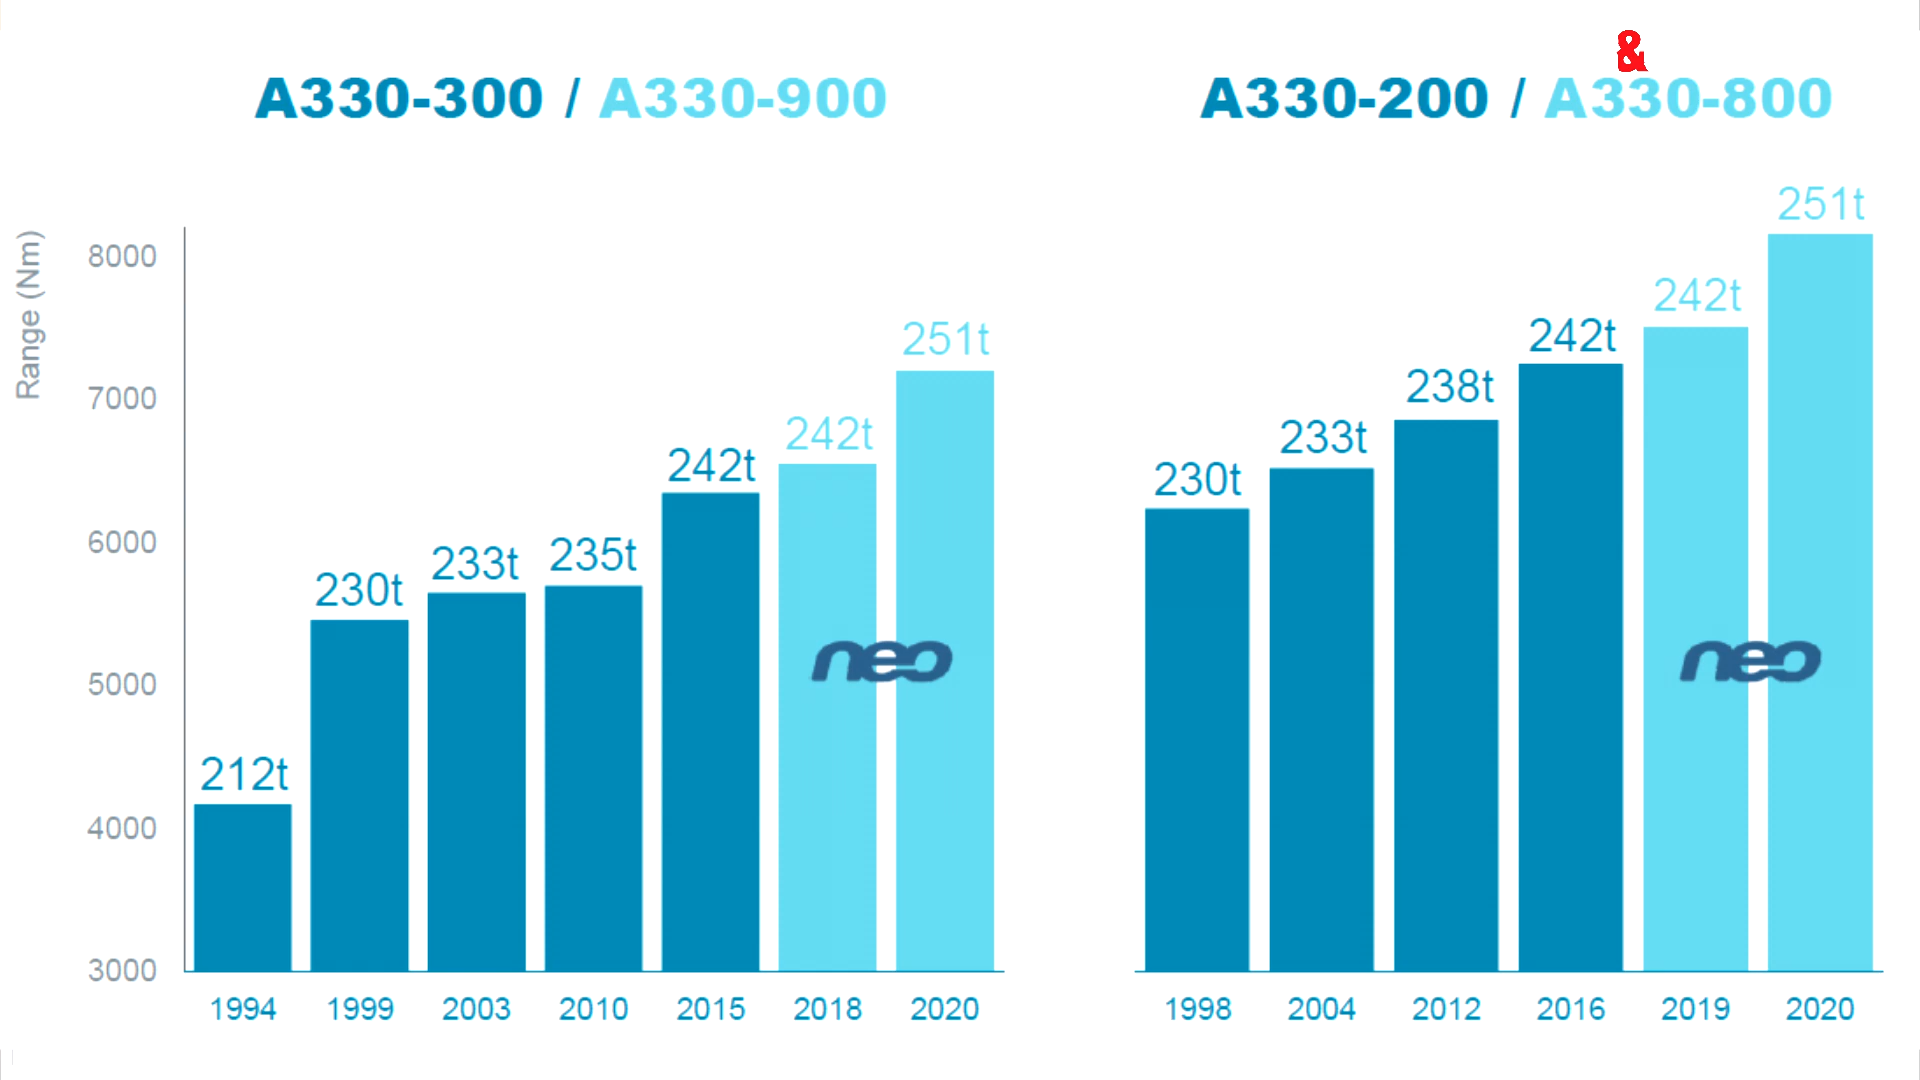 &
A330-300 / A330-900
A330-200 / A330-800
Range (Nm)
8000
7000
6000
5000
4000
3000
212t
230t
233t
235t
242t
242t
251t
neo
1994 1999 2003 2010 2015 2018 2020
230t
233t
238t
242t
242t
251t
neo
1998 2004 2012 2016 2019 2020